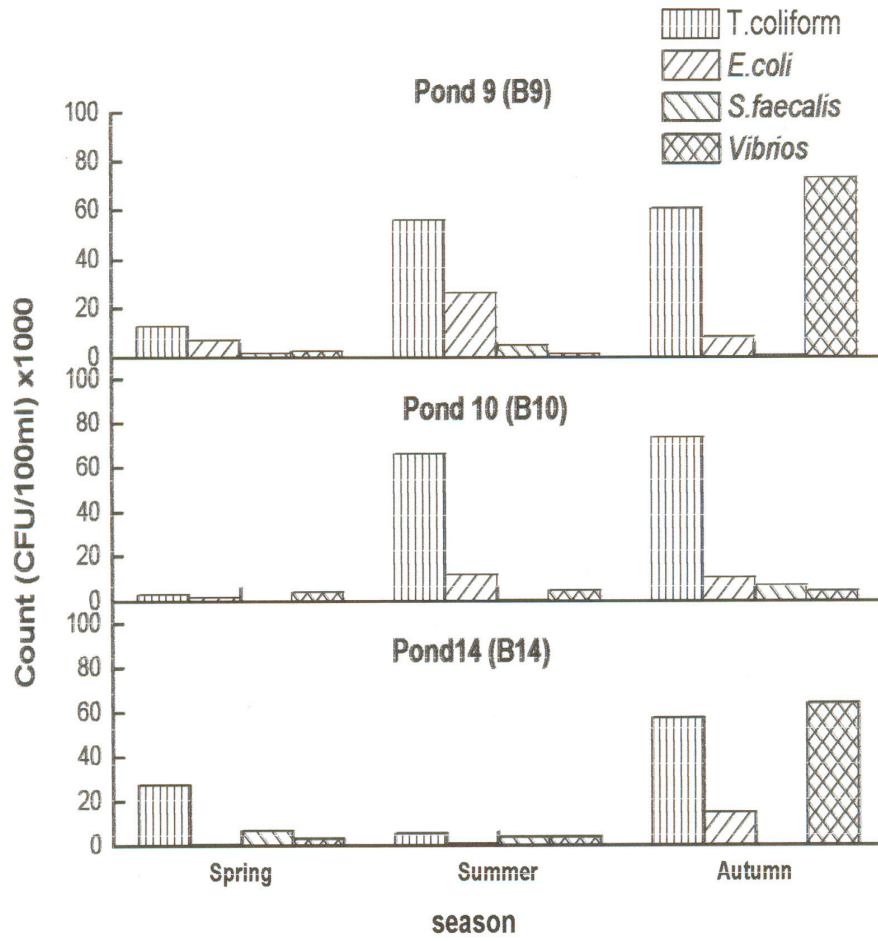 T.coliform
E.coli
S.faecalis
Vibrios
Pond 9 (B9)
100
80
60
40
20
0
Pond 10 (B10)
100
80
60
40
20
0
Pond14 (B14)
100
80
60
40
20
0
Count (CFU/100ml) x1000
Spring Summer Autumn
season